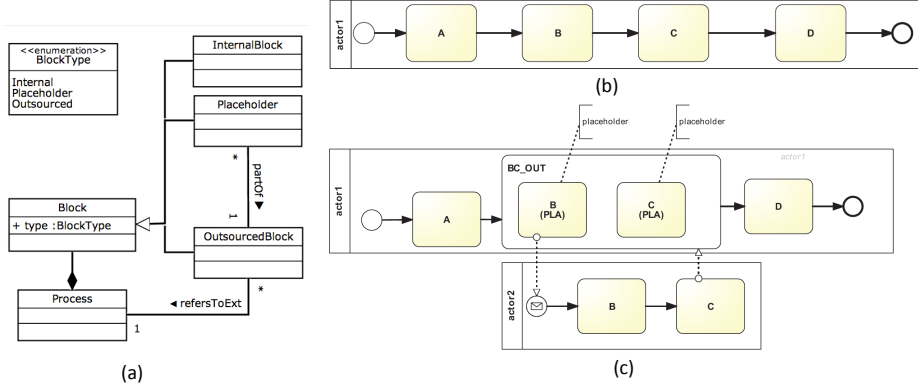 <<enumeration>>
BlockType
Internal
Placeholder
Outsourced
InternalBlock
Placeholder
*
partOf ▶
1
Block
+ type :BlockType
OutsourcedBlock
*
Process
◀ refersToExt
1
(a)
actor1
A
B
C
D
(b)
placeholder
placeholder
actor1
actor1
BC_OUT
A
B
(PLA)
C
(PLA)
D
actor2
B
C
(c)